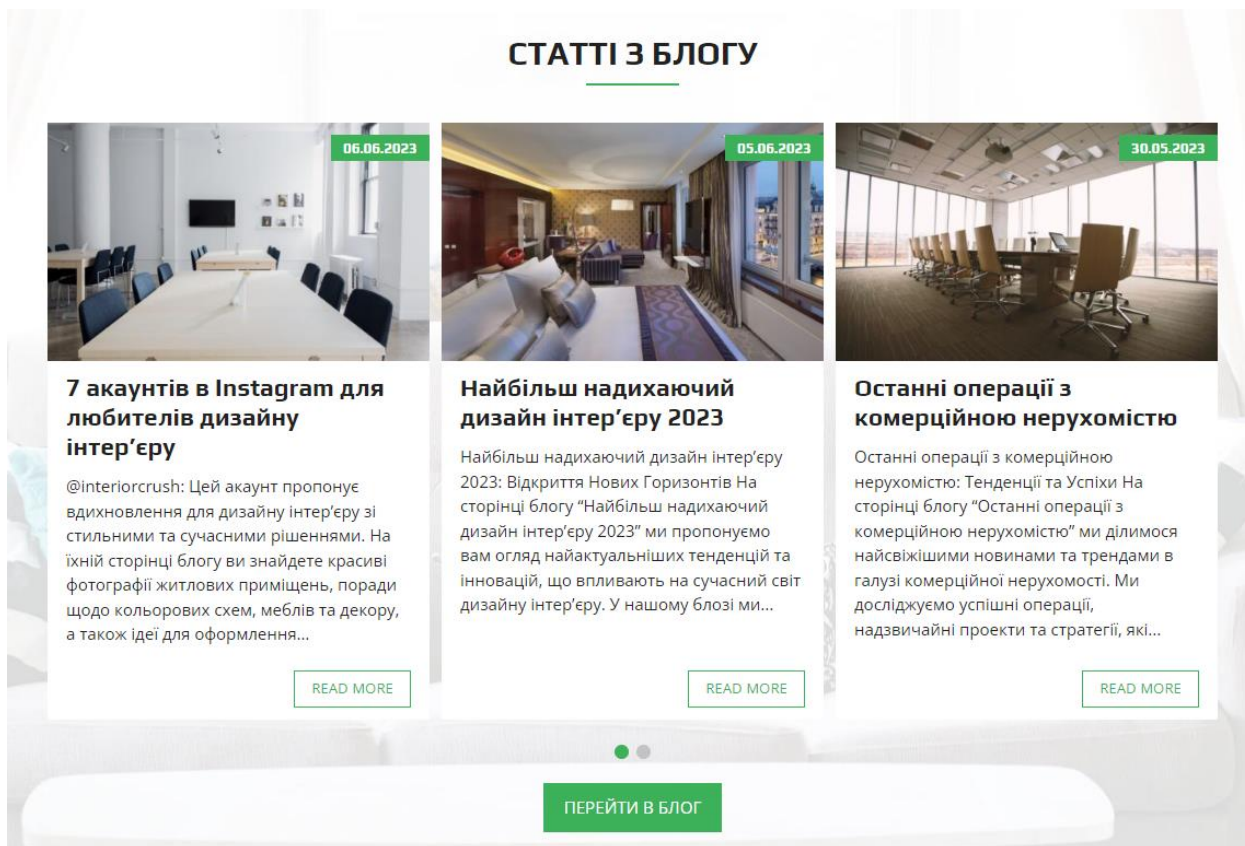 СТАТТІ З БЛОГУ
06.06.2023
7 акаунтів в Instagram для
любителів дизайну
інтер’єру
@interiorcrush: Цей акаунт пропонує
вдихновлення для дизайну інтер’єру зі
стильними та сучасними рішеннями. На
їхній сторінці блогу ви знайдете красиві
фотографії житлових приміщень, поради
щодо кольорових схем, меблів та декору,
а також ідеї для оформлення...
READ MORE
05.06.2023
Найбільш надихаючий
дизайн інтер’єру 2023
Найбільш надихаючий дизайн інтер’єру
2023: Відкриття Нових Горизонтів На
сторінці блогу “Найбільш надихаючий
дизайн інтер’єру 2023” ми пропонуємо
вам огляд найактуальніших тенденцій та
інновацій, що впливають на сучасний світ
дизайну інтер’єру. У нашому блозі ми...
READ MORE
30.05.2023
Останні операції з
комерційною нерухомістю
Останні операції з комерційною
нерухомістю: Тенденції та Успіхи На
сторінці блогу “Останні операції з
комерційною нерухомістю” ми ділимося
найсвіжішими новинами та трендами в
галузі комерційної нерухомості. Ми
досліджуємо успішні операції,
надзвичайні проекти та стратегії, які...
READ MORE
ПЕРЕЙТИ В БЛОГ